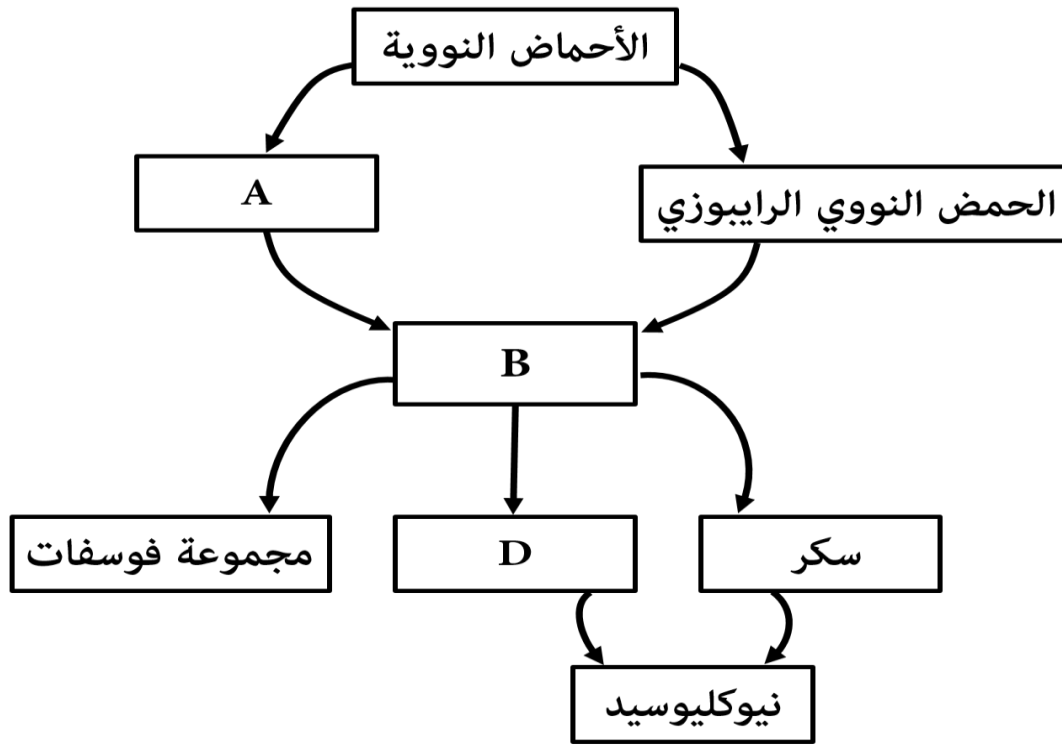 الأحماض النووية
A
الحمض النووي الرايبوزي
B
مجموعة فوسفات
D
سكر
نيوكليوسيد